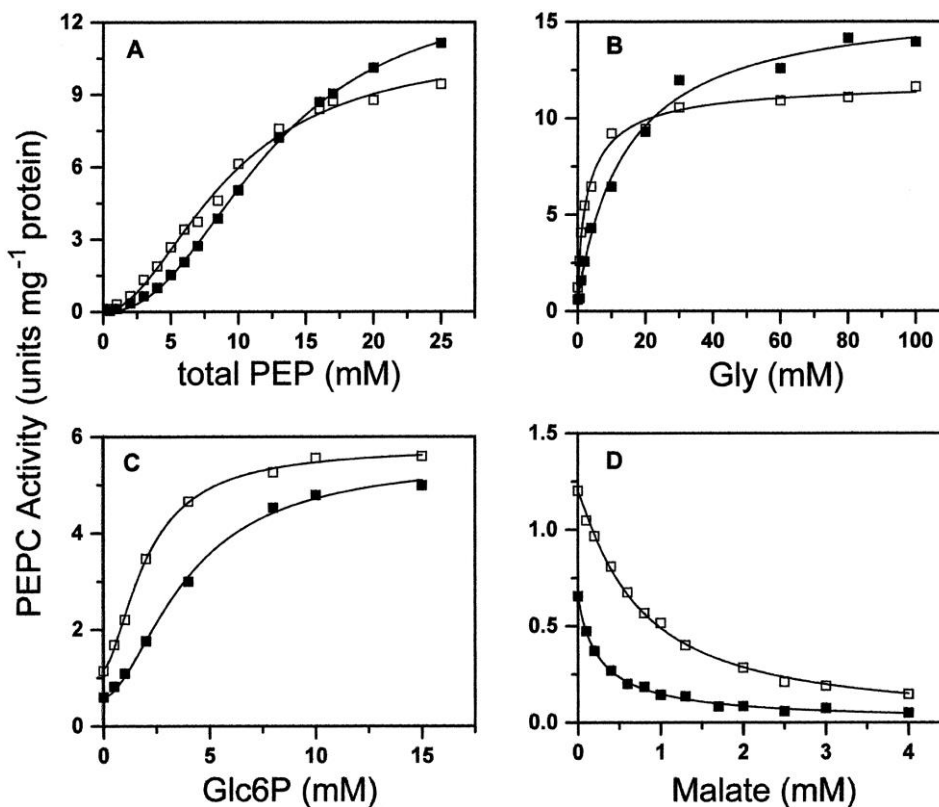 PEPC Activity (units mg⁻¹ protein)
A
12
9
6
3
0
0 5 10 15 20 25
total PEP (mM)
B
15
10
5
0
0 20 40 60 80 100
Gly (mM)
C
6
4
2
0
0 5 10 15
Glc6P (mM)
D
1.5
1.0
0.5
0.0
0 1 2 3 4
Malate (mM)